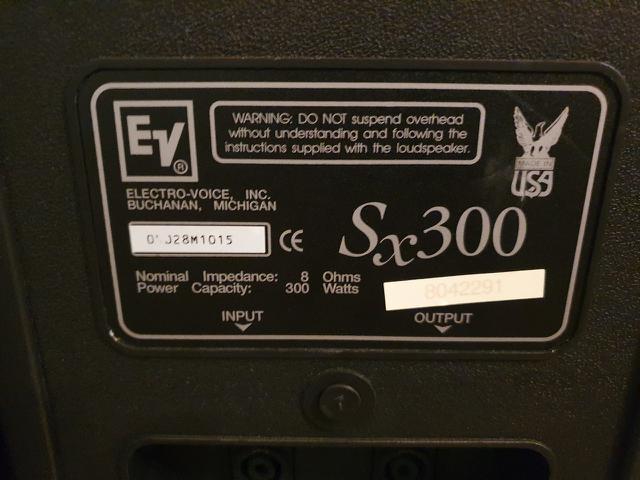 EV®
WARNING: DO NOT suspend overhead
without understanding and following the
instructions supplied with the loudspeaker.
MADE IN
USA
ELECTRO-VOICE, INC.
BUCHANAN, MICHIGAN
J28M1015
CE
Sx300
Nominal Impedance: 8 Ohms
Power Capacity: 300 Watts
8042291
INPUT
OUTPUT